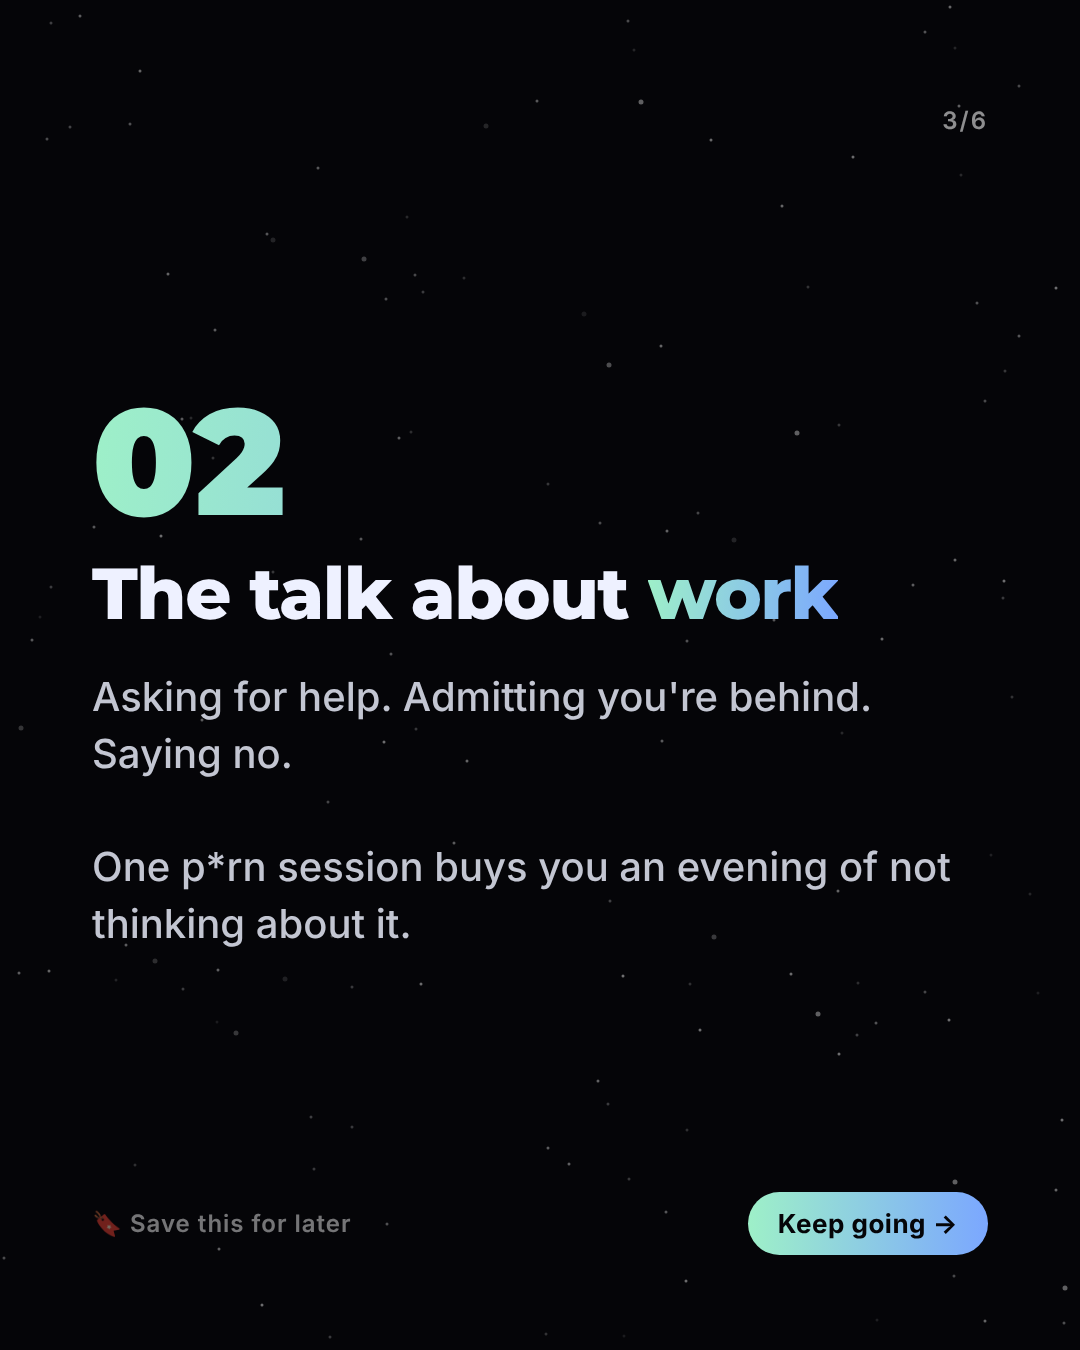 3/6
02
The talk about work
Asking for help. Admitting you're behind.
Saying no.
One p*rn session buys you an evening of not
thinking about it.
🔖 Save this for later
Keep going →